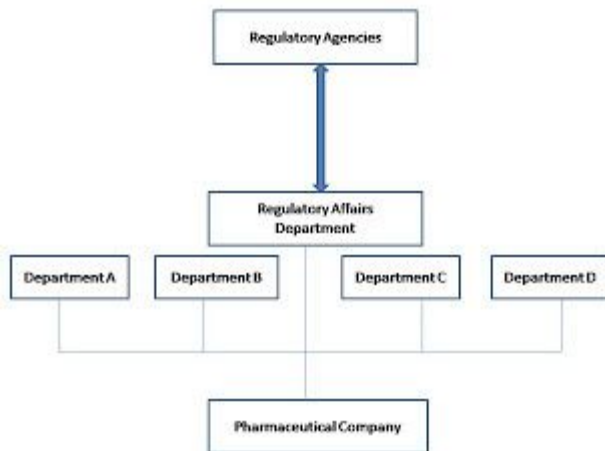 Regulatory Agencies
Regulatory Affairs
Department
Department A
Department B
Department C
Department D
Pharmaceutical Company